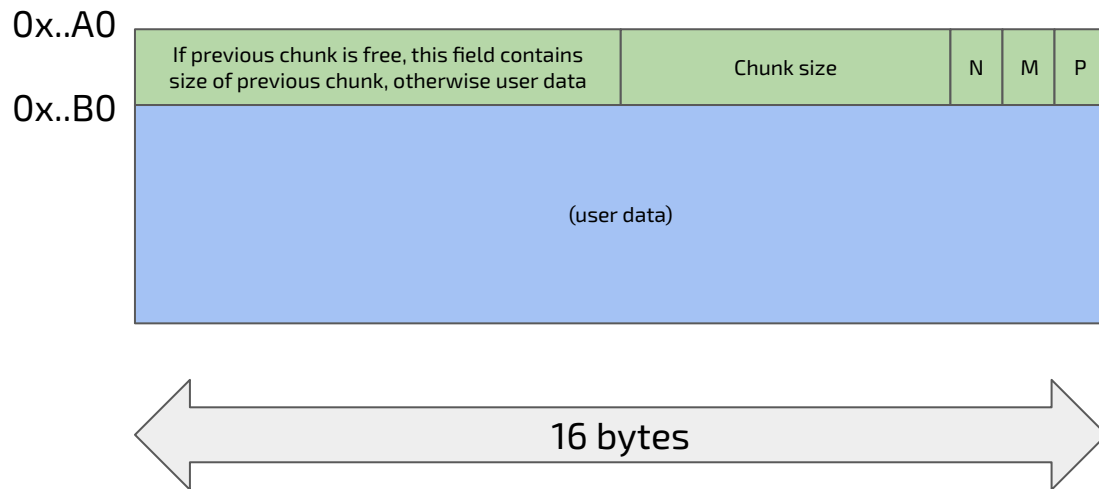 0x..A0
If previous chunk is free, this field contains
size of previous chunk, otherwise user data
Chunk size
N
M
P
0x..B0
(user data)
16 bytes